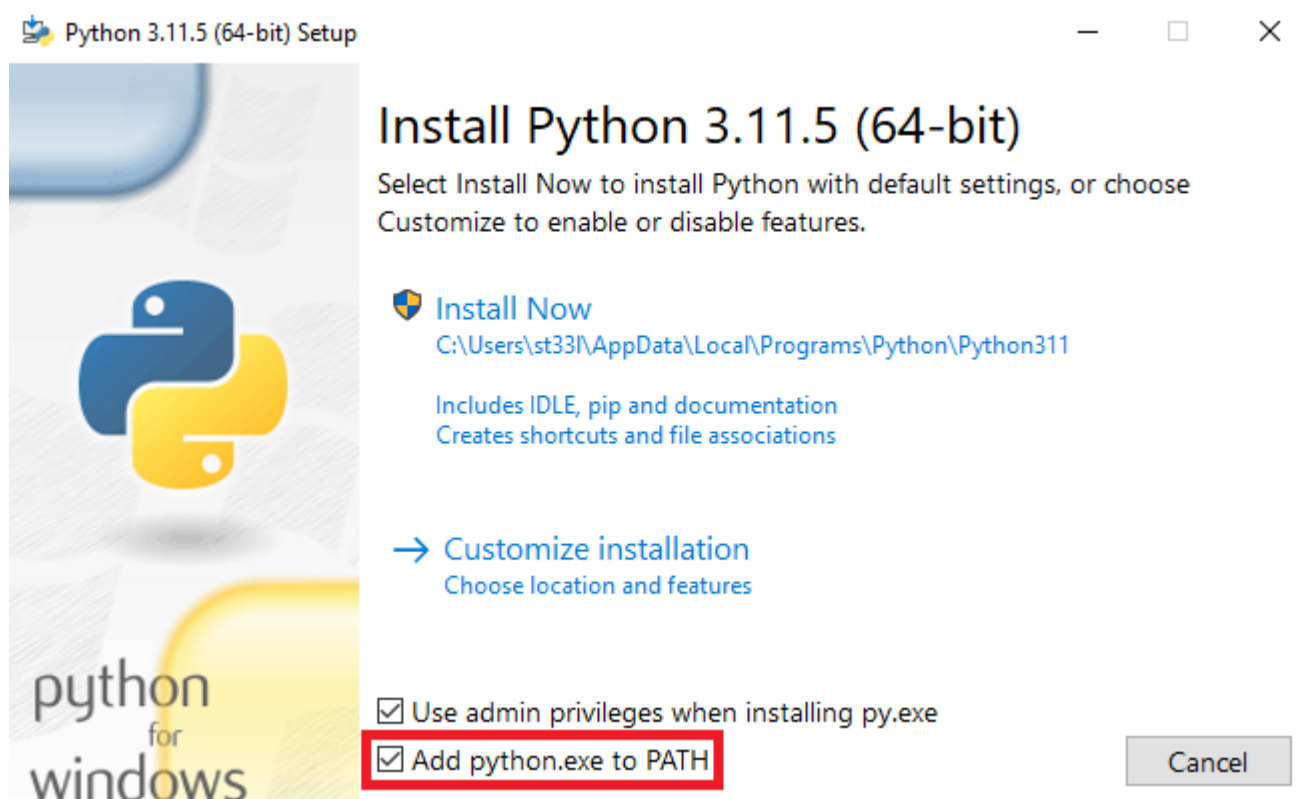 Python 3.11.5 (64-bit) Setup
Install Python 3.11.5 (64-bit)
Select Install Now to install Python with default settings, or choose
Customize to enable or disable features.
Install Now
C:\Users\st33l\AppData\Local\Programs\Python\Python311
Includes IDLE, pip and documentation
Creates shortcuts and file associations
Customize installation
Choose location and features
Use admin privileges when installing py.exe
Add python.exe to PATH
Cancel
python
for
windows